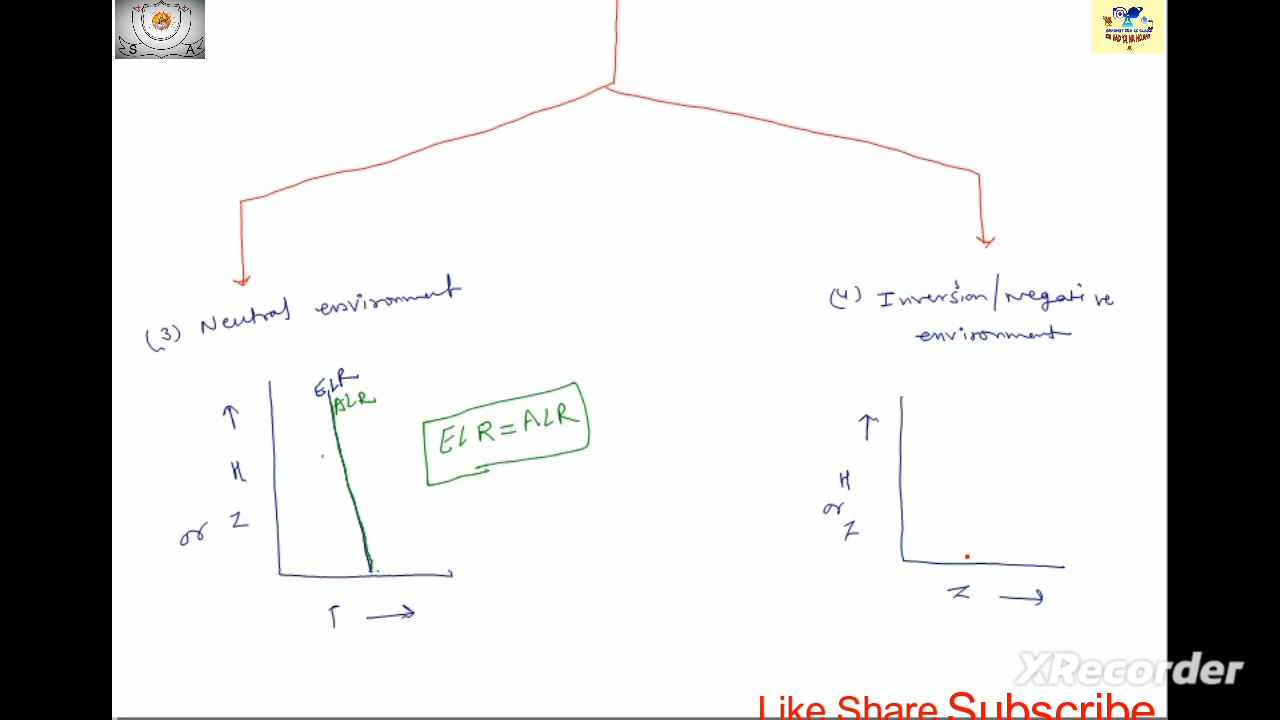 S A
(3) Neutral environment
(4) Inversion/negative
environment
ELR
ALR
ELR = ALR
↑
H
or Z
T →
↑
H
or
Z
Z →
XRecorder
Like Share Subscribe